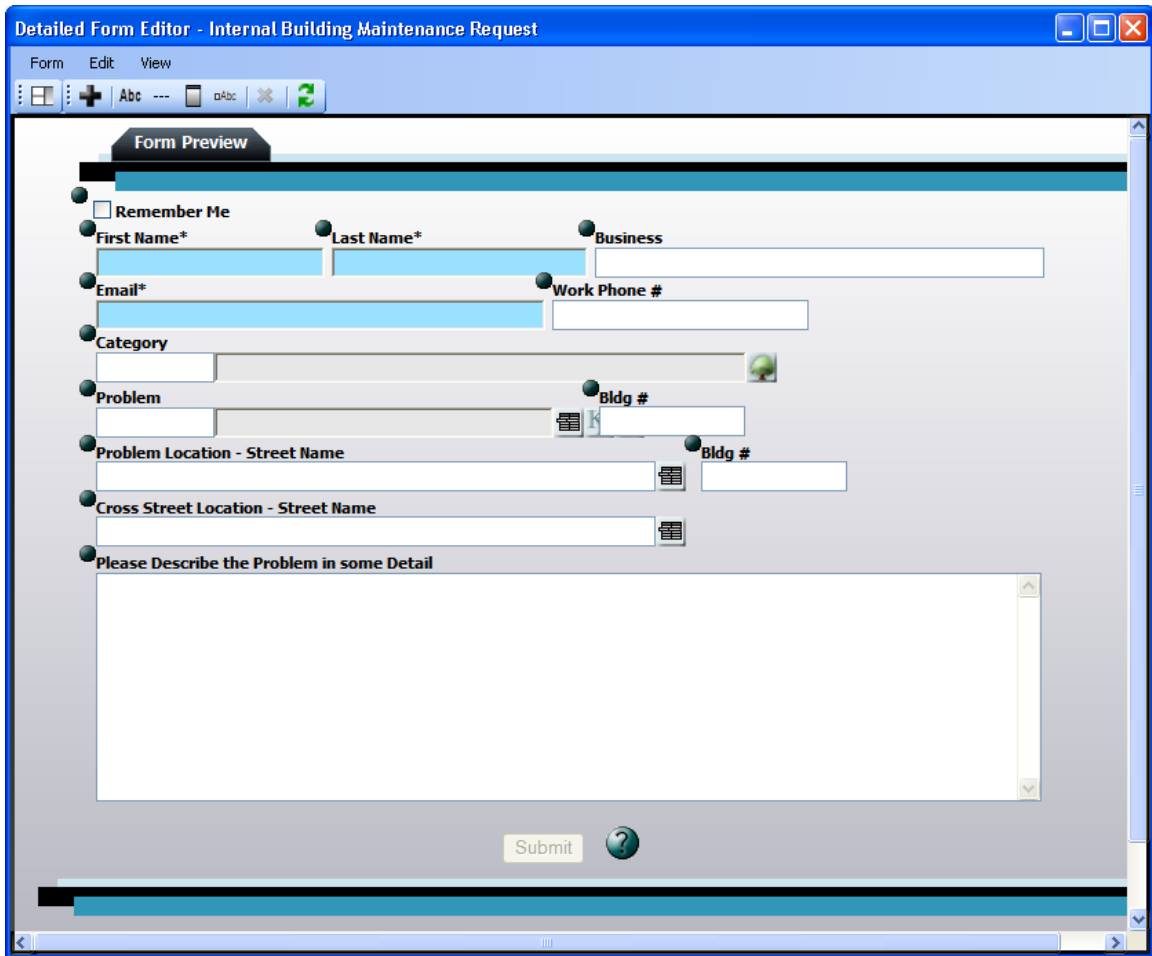 Detailed Form Editor - Internal Building Maintenance Request
Form Edit View
Abc --- Abc
Form Preview
Remember Me
First Name* Last Name* Business
Email* Work Phone #
Category
Problem Bldg #
K
Problem Location - Street Name Bldg #
Cross Street Location - Street Name
Please Describe the Problem in some Detail
Submit ?